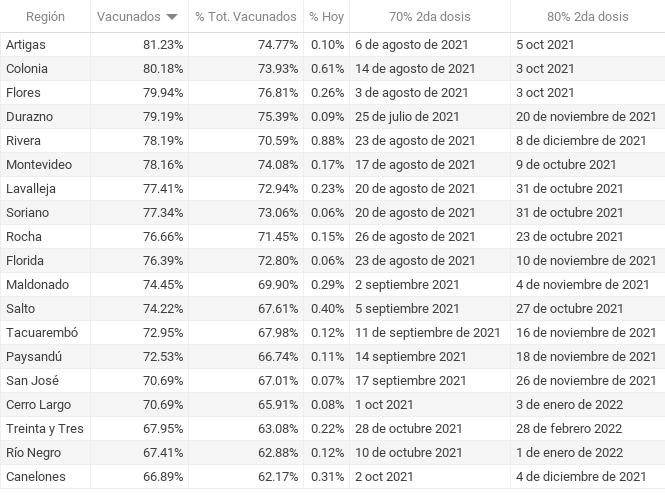 Región Vacunados % Tot. Vacunados % Hoy 70% 2da dosis 80% 2da dosis
Artigas 81.23% 74.77% 0.10% 6 de agosto de 2021 5 oct 2021
Colonia 80.18% 73.93% 0.61% 14 de agosto de 2021 3 oct 2021
Flores 79.94% 76.81% 0.26% 3 de agosto de 2021 3 oct 2021
Durazno 79.19% 75.39% 0.09% 25 de julio de 2021 20 de noviembre de 2021
Rivera 78.19% 70.59% 0.88% 23 de agosto de 2021 8 de diciembre de 2021
Montevideo 78.16% 74.08% 0.17% 17 de agosto de 2021 9 de octubre 2021
Lavalleja 77.41% 72.94% 0.23% 20 de agosto de 2021 31 de octubre de 2021
Soriano 77.34% 73.06% 0.06% 20 de agosto de 2021 31 de octubre de 2021
Rocha 76.66% 71.45% 0.15% 26 de agosto de 2021 23 de octubre de 2021
Florida 76.39% 72.80% 0.06% 23 de agosto de 2021 10 de noviembre de 2021
Maldonado 74.45% 69.90% 0.29% 2 septiembre 2021 4 de noviembre de 2021
Salto 74.22% 67.61% 0.40% 5 septiembre 2021 27 de octubre de 2021
Tacuarembó 72.95% 67.98% 0.12% 11 de septiembre de 2021 16 de noviembre de 2021
Paysandú 72.53% 66.74% 0.11% 14 septiembre 2021 18 de noviembre de 2021
San José 70.69% 67.01% 0.07% 17 septiembre 2021 26 de noviembre de 2021
Cerro Largo 70.69% 65.91% 0.08% 1 oct 2021 3 de enero de 2022
Treinta y Tres 67.95% 63.08% 0.22% 28 de octubre de 2021 28 de febrero 2022
Río Negro 67.41% 62.88% 0.12% 10 de octubre de 2021 1 de enero de 2022
Canelones 66.89% 62.17% 0.31% 2 oct 2021 4 de diciembre de 2021